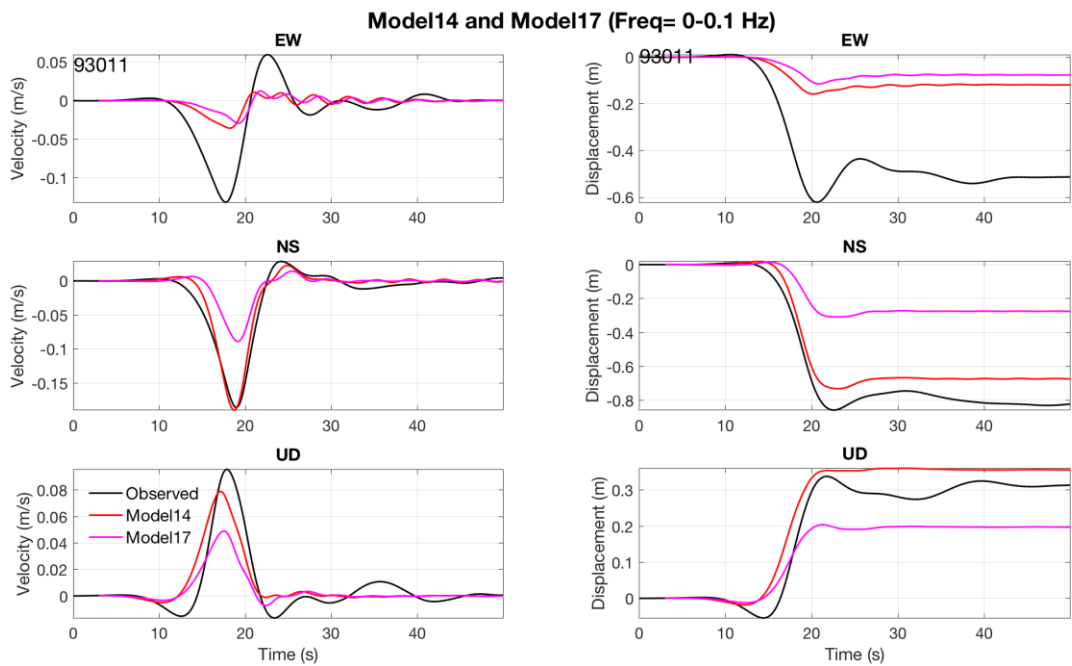 Model14 and Model17 (Freq= 0-0.1 Hz)
EW
93011
Velocity (m/s)
0.05
0
-0.05
-0.1
0 10 20 30 40
EW
93011
Displacement (m)
0
-0.2
-0.4
-0.6
0 10 20 30 40
NS
Velocity (m/s)
0
-0.05
-0.1
-0.15
0 10 20 30 40
NS
Displacement (m)
0
-0.2
-0.4
-0.6
-0.8
0 10 20 30 40
UD
Velocity (m/s)
0.08
0.06
0.04
0.02
0
Observed
Model14
Model17
0 10 20 30 40
Time (s)
UD
Displacement (m)
0.3
0.2
0.1
0
0 10 20 30 40
Time (s)